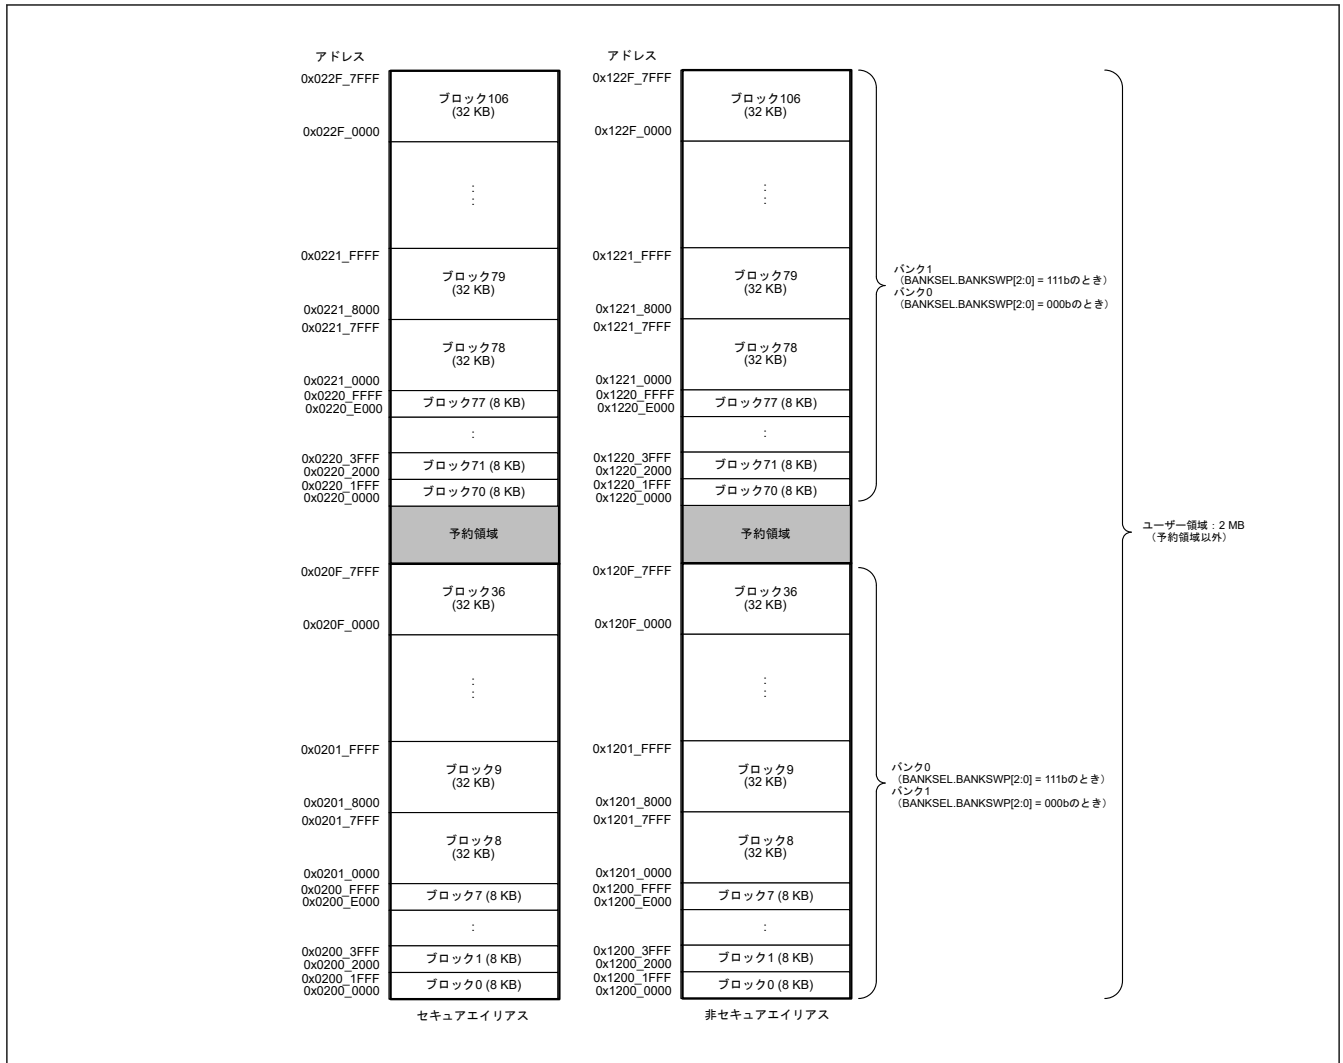 アドレス
0x022F_7FFF
ブロック106
(32 KB)
0x022F_0000
:
:
0x0221_FFFF
ブロック79
(32 KB)
0x0221_8000
0x0221_7FFF
ブロック78
(32 KB)
0x0221_0000
0x0220_FFFF
0x0220_E000
ブロック77 (8 KB)
:
0x0220_3FFF
0x0220_2000
ブロック71 (8 KB)
0x0220_1FFF
0x0220_0000
ブロック70 (8 KB)
予約領域
0x020F_7FFF
ブロック36
(32 KB)
0x020F_0000
:
:
0x0201_FFFF
ブロック9
(32 KB)
0x0201_8000
0x0201_7FFF
ブロック8
(32 KB)
0x0201_0000
0x0200_FFFF
0x0200_E000
ブロック7 (8 KB)
:
0x0200_3FFF
0x0200_2000
ブロック1 (8 KB)
0x0200_1FFF
0x0200_0000
ブロック0 (8 KB)
セキュアエイリアス
アドレス
0x122F_7FFF
ブロック106
(32 KB)
0x122F_0000
:
:
0x1221_FFFF
ブロック79
(32 KB)
0x1221_8000
0x1221_7FFF
ブロック78
(32 KB)
0x1221_0000
0x1220_FFFF
0x1220_E000
ブロック77 (8 KB)
:
0x1220_3FFF
0x1220_2000
ブロック71 (8 KB)
0x1220_1FFF
0x1220_0000
ブロック70 (8 KB)
予約領域
0x120F_7FFF
ブロック36
(32 KB)
0x120F_0000
:
:
0x1201_FFFF
ブロック9
(32 KB)
0x1201_8000
0x1201_7FFF
ブロック8
(32 KB)
0x1201_0000
0x1200_FFFF
0x1200_E000
ブロック7 (8 KB)
:
0x1200_3FFF
0x1200_2000
ブロック1 (8 KB)
0x1200_1FFF
0x1200_0000
ブロック0 (8 KB)
非セキュアエイリアス
バンク1
（BANKSEL.BANKSWP[2:0] = 111bのとき）
バンク0
（BANKSEL.BANKSWP[2:0] = 000bのとき）
バンク0
（BANKSEL.BANKSWP[2:0] = 111bのとき）
バンク1
（BANKSEL.BANKSWP[2:0] = 000bのとき）
ユーザー領域：2 MB
（予約領域以外）